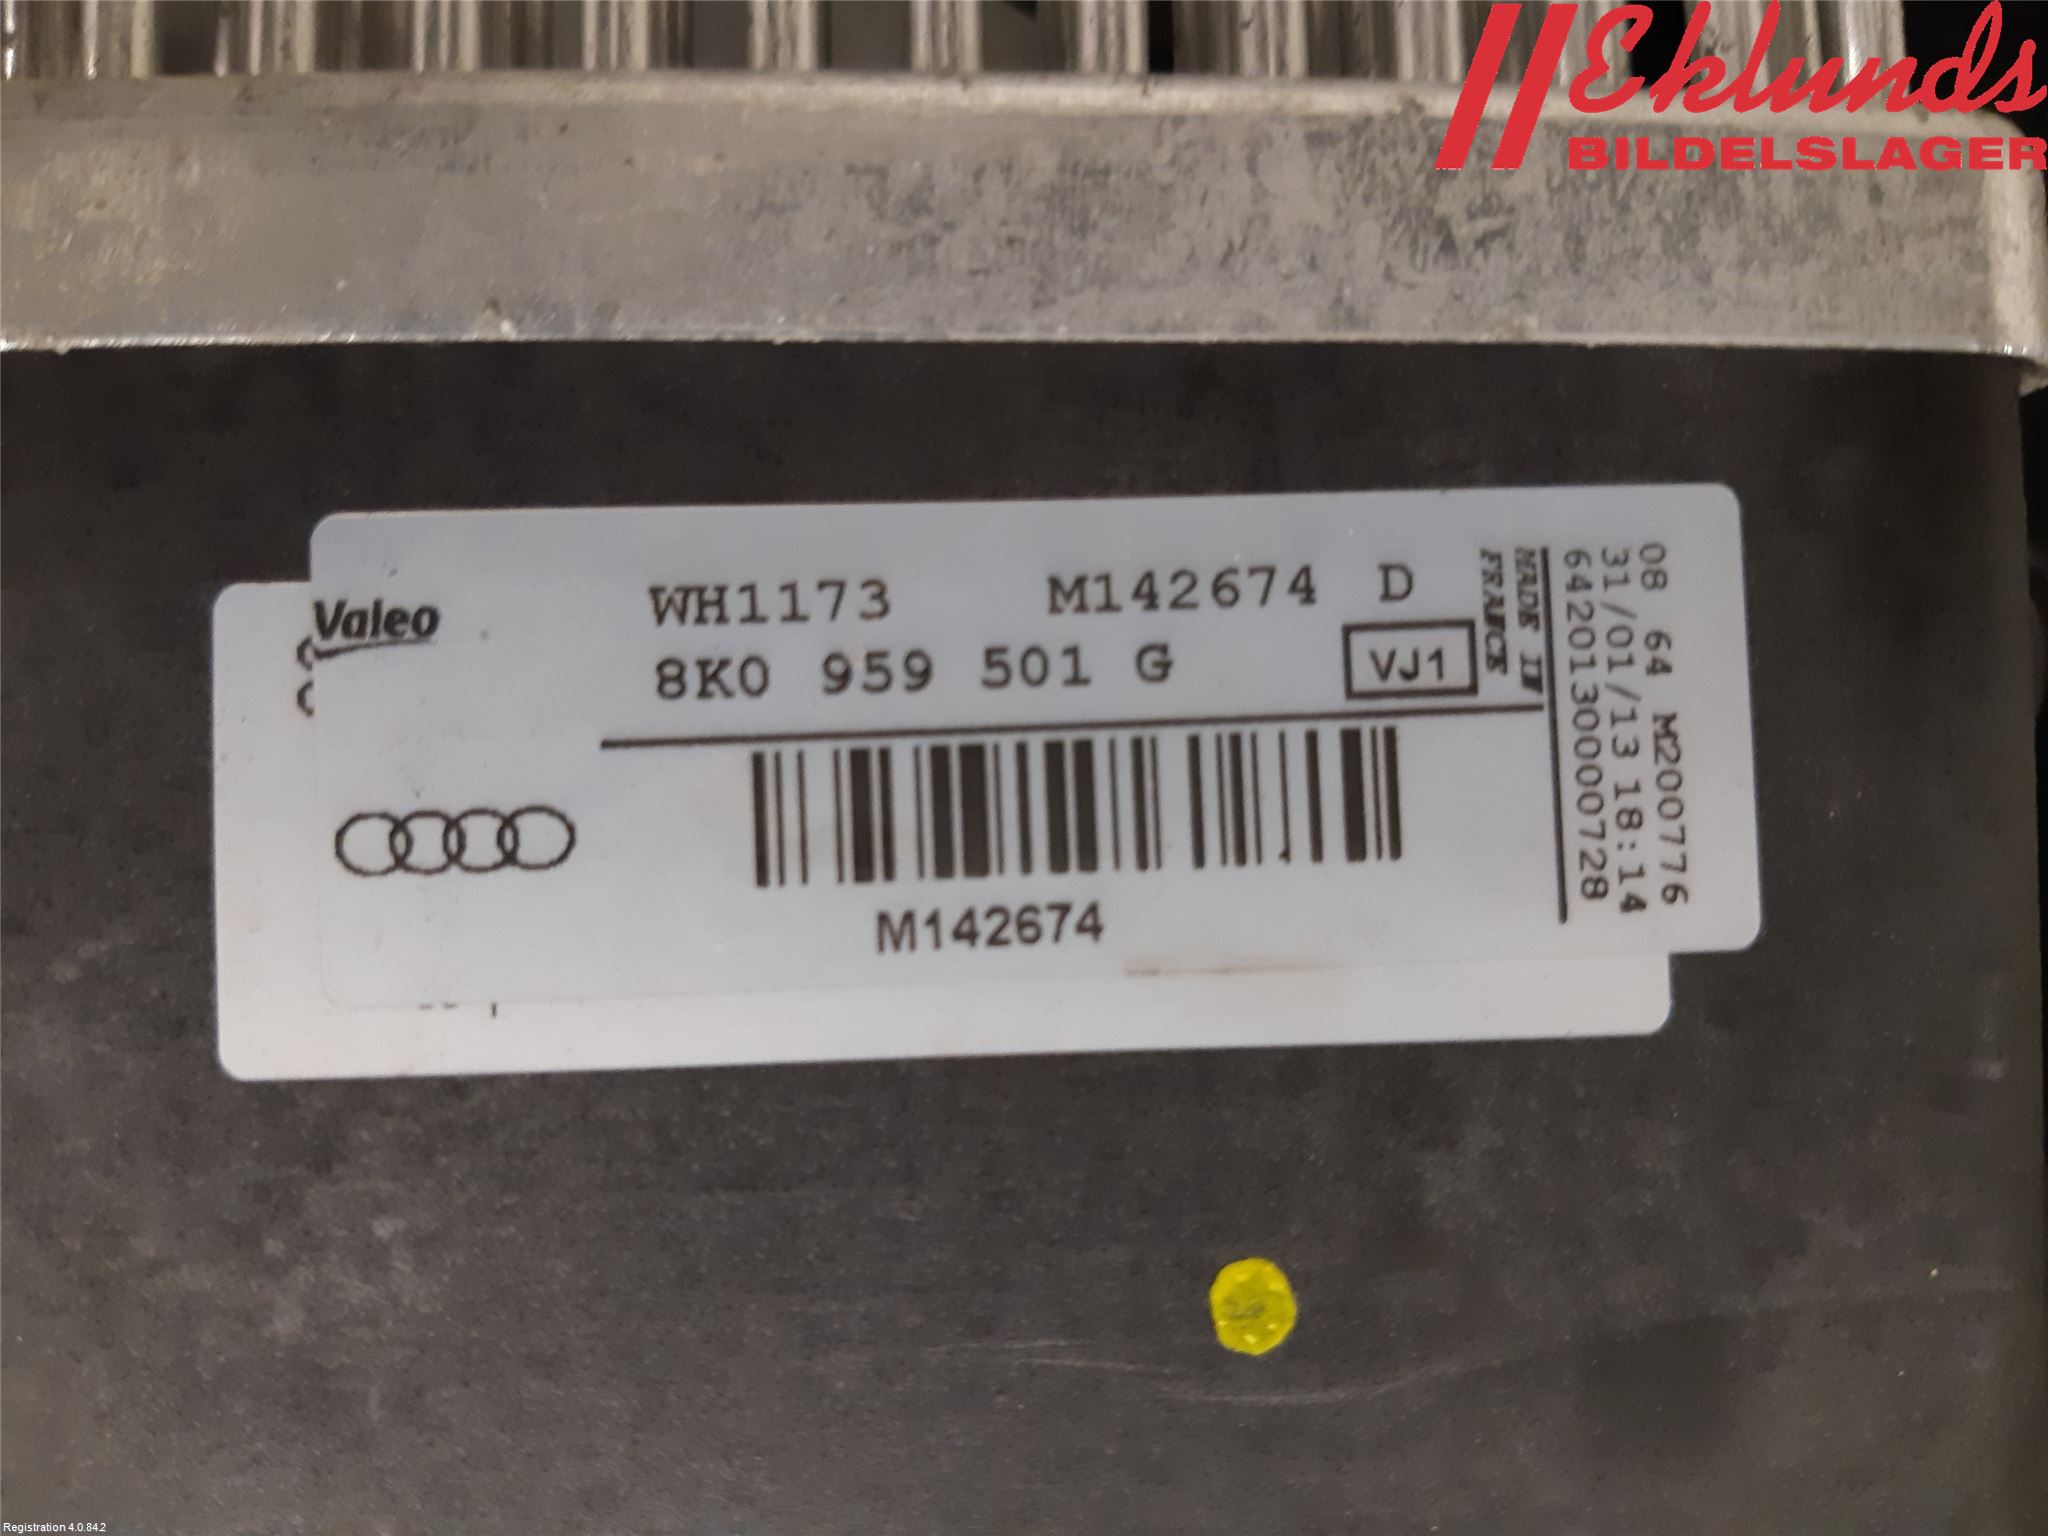 Eklunds
BILDELSLAGER
Valeo
WH1173 M142674 D
8K0 959 501 G
VJ1
MADE IN
FRANCE
08 64 M200776
31/01/13 18:14
64201300000728
M142674
Registration 4.0.84.2